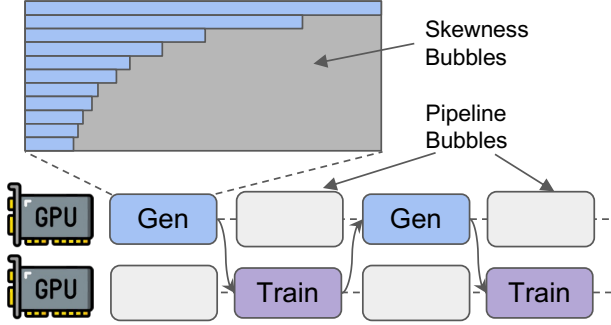 Skewness
Bubbles
Pipeline
Bubbles
GPU
Gen
Gen
GPU
Train
Train